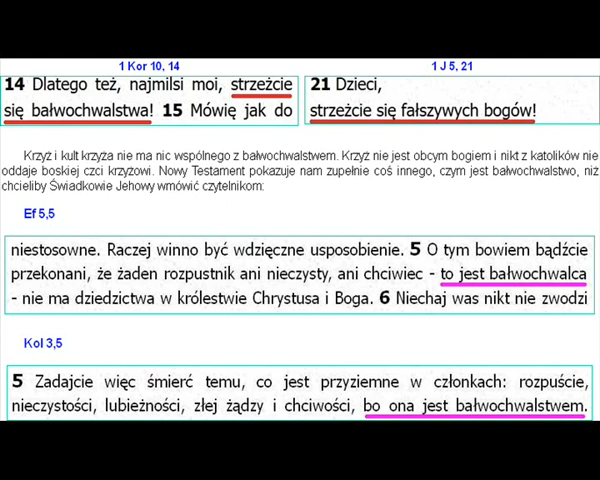 1 Kor 10, 14
14 Dlatego też, najmilsi moi, strzeżcie
się bałwochwalstwa! 15 Mówię jak do
1 J 5, 21
21 Dzieci,
strzeżcie się fałszywych bogów!
Krzyż i kult krzyża nie ma nic wspólnego z bałwochwalstwem. Krzyż nie jest obcym bogiem i nikt z katolików nie
oddaje boskiej czci krzyżowi. Nowy Testament pokazuje nam zupełnie coś innego, czym jest bałwochwalstwo, niż
chcieliby Świadkowie Jehowy wmówić czytelnikom:
Ef 5,5
niestosowne. Raczej winno być wdzięczne usposobienie. 5 O tym bowiem bądźcie
przekonani, że żaden rozpustnik ani nieczysty, ani chciwiec - to jest bałwochwalca
- nie ma dziedzictwa w królestwie Chrystusa i Boga. 6 Niechaj was nikt nie zwodzi
Kol 3,5
5 Zadajcie więc śmierć temu, co jest przyziemne w członkach: rozpuście,
nieczystości, lubieżności, złej żądzy i chciwości, bo ona jest bałwochwalstwem.